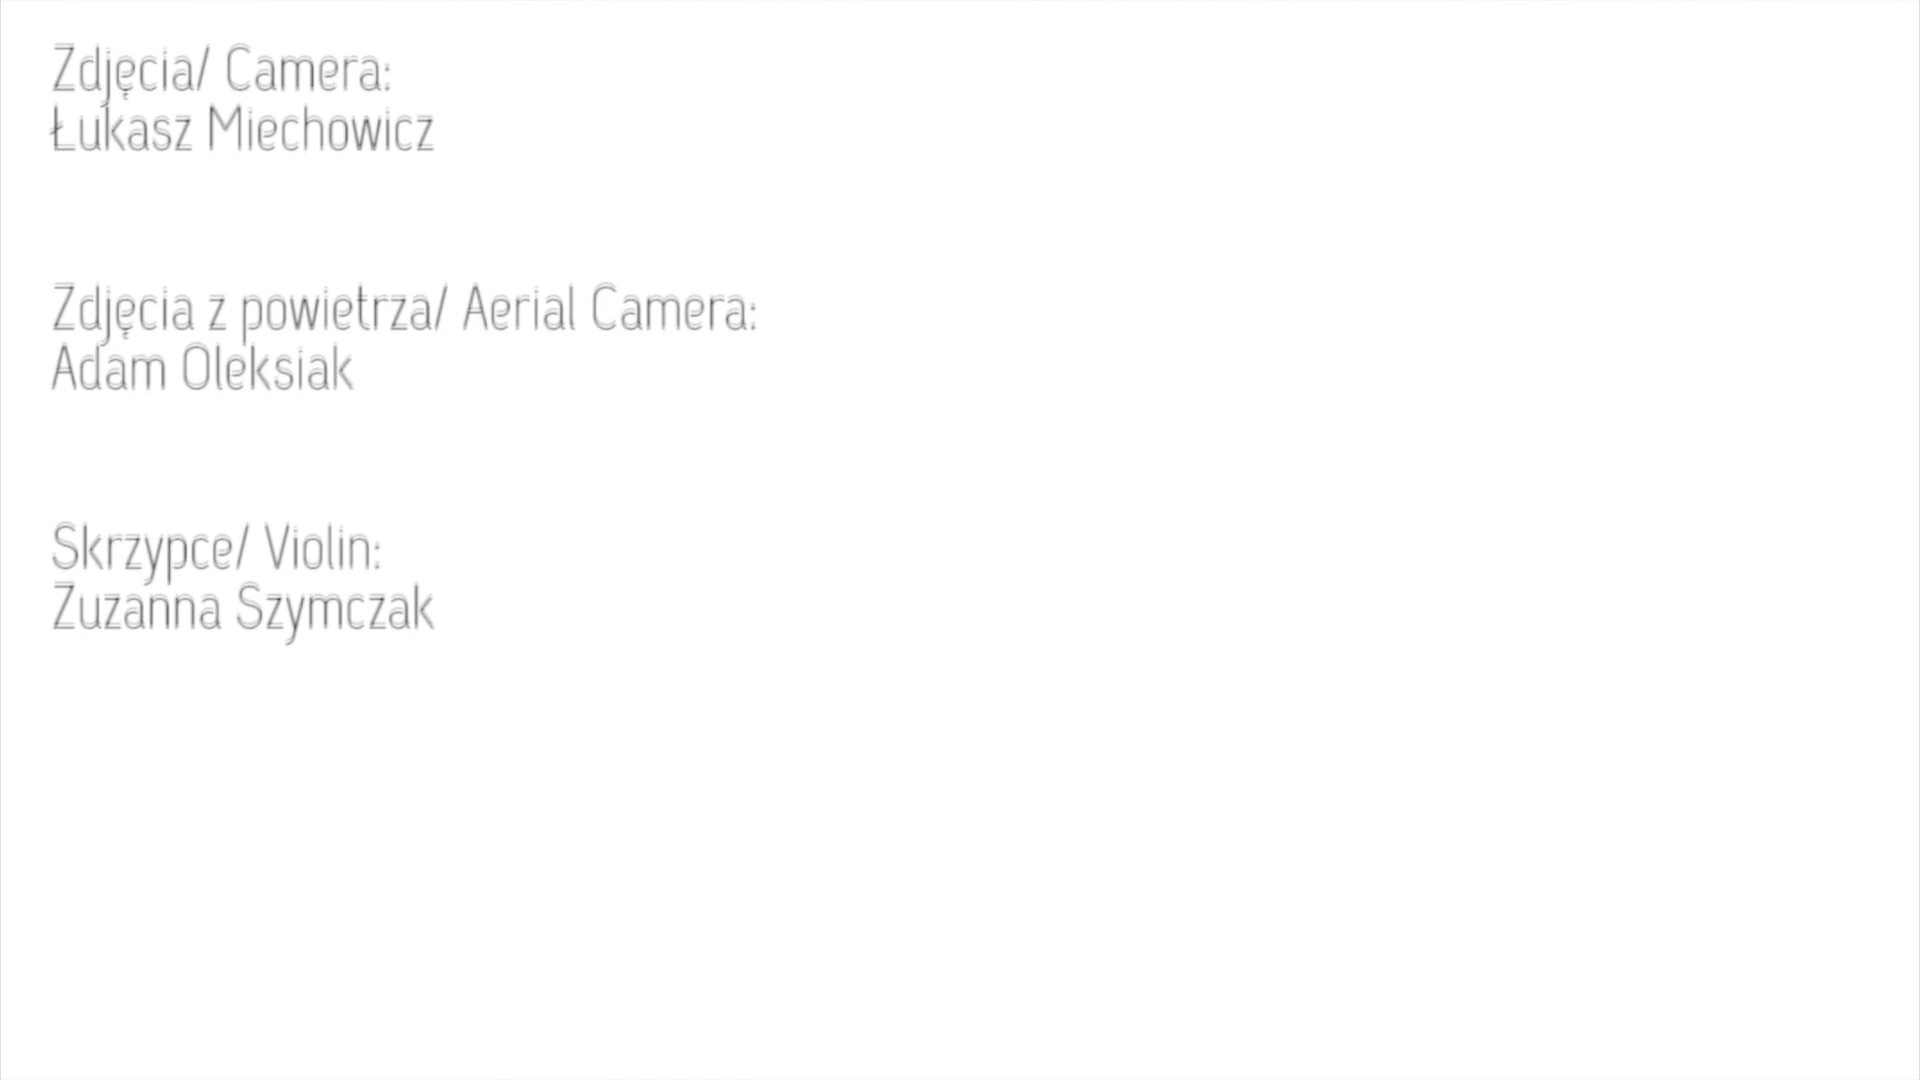 Zdjęcia/ Camera:
Łukasz Miechowicz
Zdjęcia z powietrza/ Aerial Camera:
Adam Oleksiak
Skrzypce/ Violin:
Zuzanna Szymczak